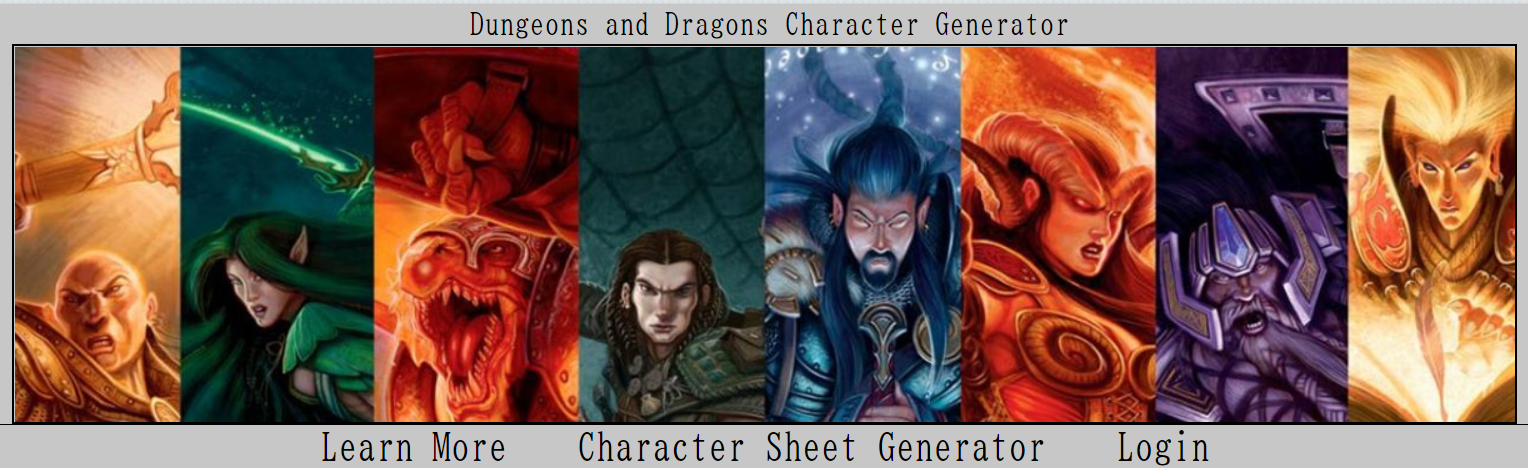 Dungeons and Dragons Character Generator
Learn More Character Sheet Generator Login